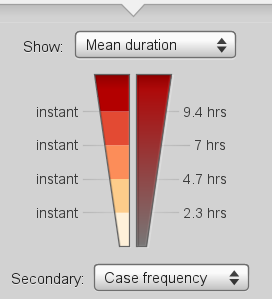 Show: Mean duration
instant 9.4 hrs
instant 7 hrs
instant 4.7 hrs
instant 2.3 hrs
Secondary: Case frequency